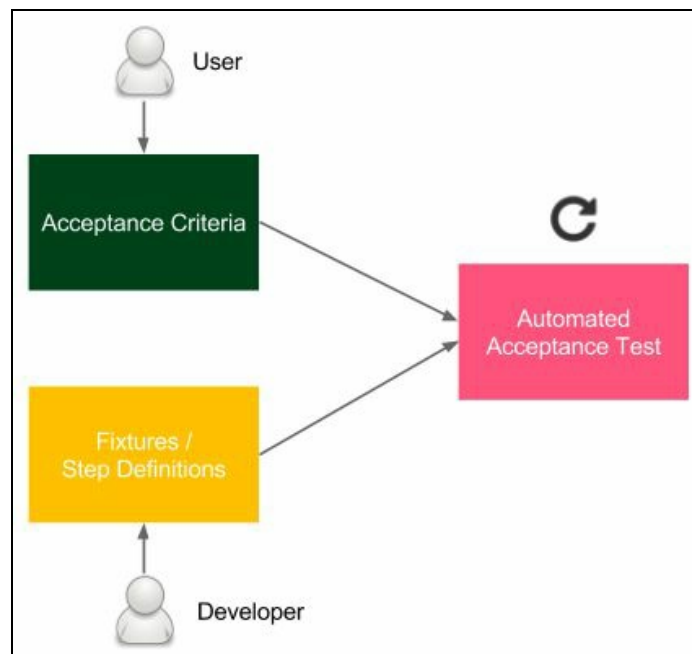 User
Acceptance Criteria
Automated
Acceptance Test
Fixtures /
Step Definitions
Developer